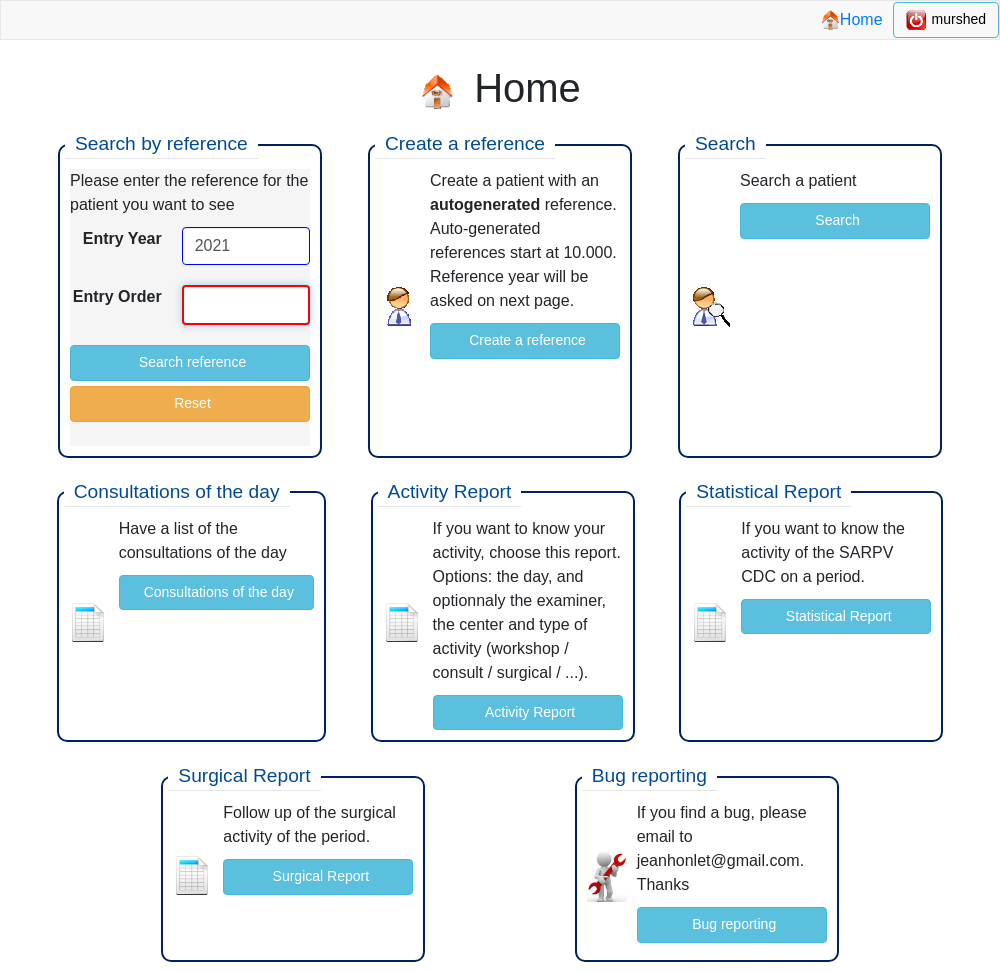 Home
murshed
Home
Search by reference
Please enter the reference for the
patient you want to see
Entry Year
2021
Entry Order
Search reference
Reset
Create a reference
Create a patient with an
autogenerated reference.
Auto-generated
references start at 10.000.
Reference year will be
asked on next page.
Create a reference
Search
Search a patient
Search
Consultations of the day
Have a list of the
consultations of the day
Consultations of the day
Activity Report
If you want to know your
activity, choose this report.
Options: the day, and
optionnaly the examiner,
the center and type of
activity (workshop /
consult / surgical / ...).
Activity Report
Statistical Report
If you want to know the
activity of the SARPV
CDC on a period.
Statistical Report
Surgical Report
Follow up of the surgical
activity of the period.
Surgical Report
Bug reporting
If you find a bug, please
email to
jeanhonlet@gmail.com.
Thanks
Bug reporting